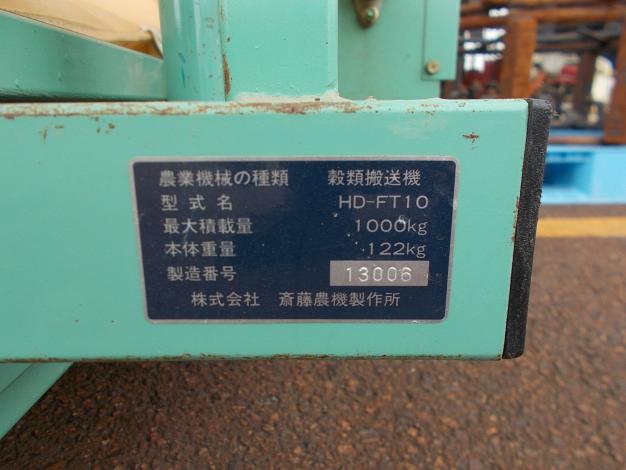 農業機械の種類 穀類搬送機
型式名 HD-FT10
最大積載量 1000kg
本体重量 122kg
製造番号 13006
株式会社 斎藤農機製作所